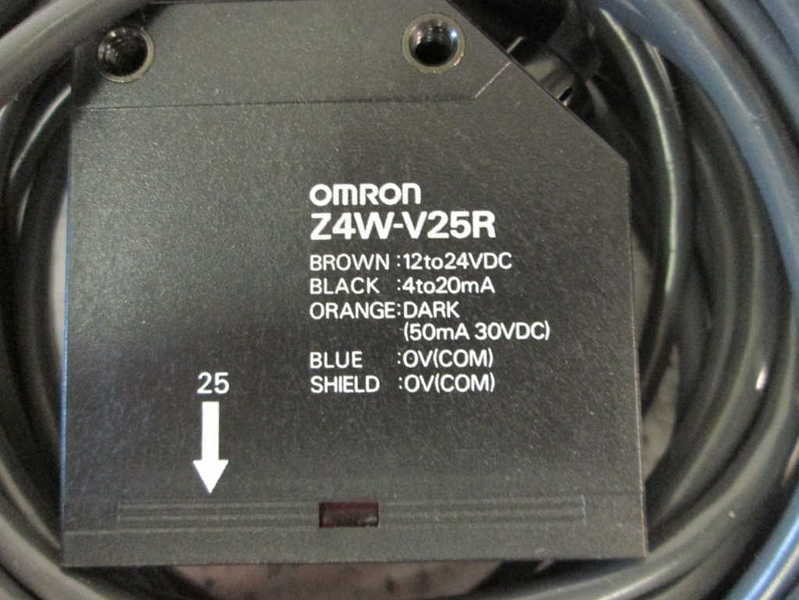 OMRON
Z4W-V25R
BROWN :12to24VDC
BLACK :4to20mA
ORANGE:DARK
(50mA 30VDC)
BLUE :0V(COM)
SHIELD :0V(COM)
25